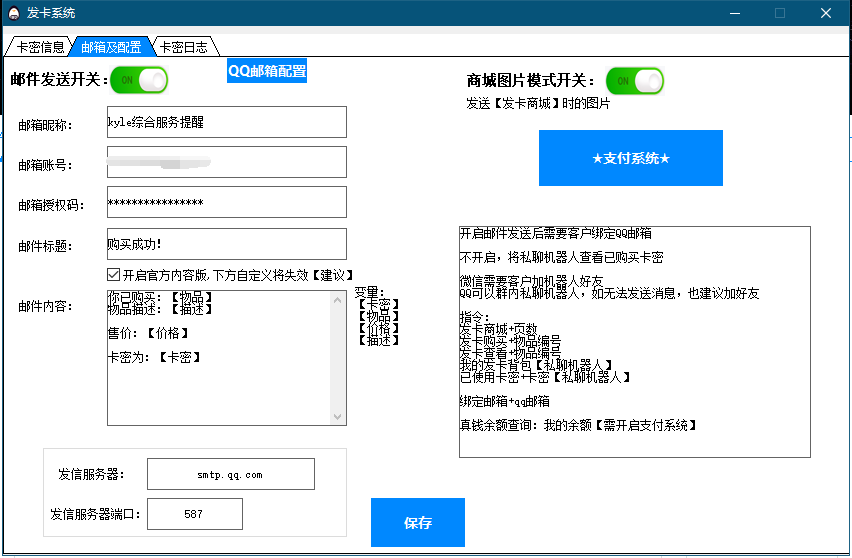 发卡系统
卡密信息
邮箱及配置
卡密日志
邮件发送开关：
ON
QQ邮箱配置
商城图片模式开关：
ON
发送【发卡商城】时的图片
邮箱昵称：
kyle综合服务提醒
邮箱账号：
★支付系统★
邮箱授权码：
****************
邮件标题：
购买成功!
开启官方内容版,下方自定义将失效【建议】
邮件内容：
你已购买：【物品】
物品描述：【描述】
售价：【价格】
卡密为：【卡密】
变量：
【卡密】
【物品】
【价格】
【描述】
开启邮件发送后需要客户绑定QQ邮箱
不开启，将私聊机器人查看已购买卡密
微信需要客户加机器人好友
QQ可以群内私聊机器人，如无法发送消息，也建议加好友
指令：
发卡商城+页数
发卡购买+物品编号
发卡查看+物品编号
我的发卡背包【私聊机器人】
已使用卡密+卡密【私聊机器人】
绑定邮箱+qq邮箱
真钱余额查询：我的余额【需开启支付系统】
发信服务器：
smtp.qq.com
发信服务器端口：
587
保存